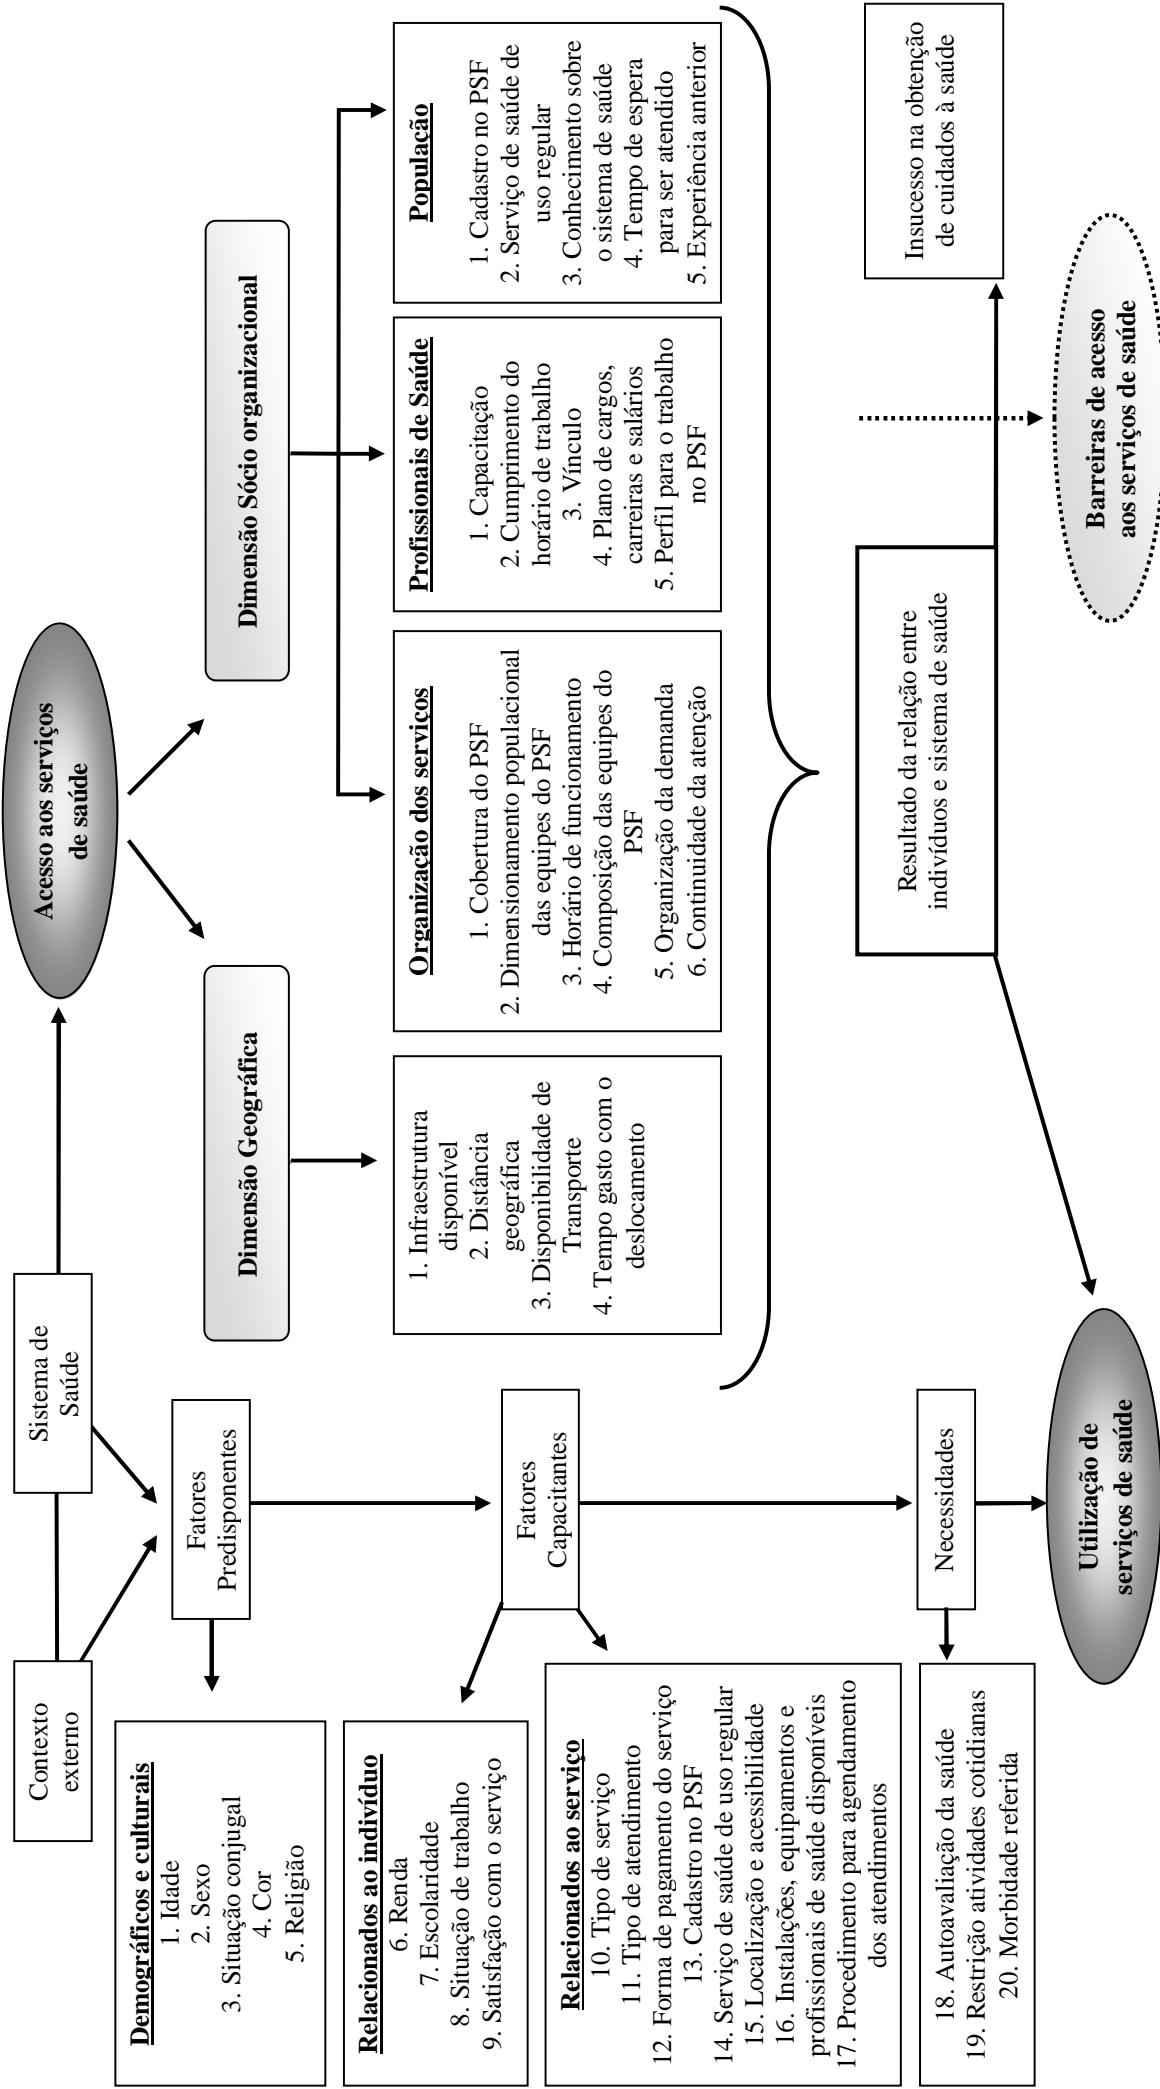 Contexto
externo
Sistema de
Saúde
Acesso aos serviços
de saúde
Fatores
Predisponentes
Demográficos e culturais
1. Idade
2. Sexo
3. Situação conjugal
4. Cor
5. Religião
Relacionados ao indivíduo
6. Renda
7. Escolaridade
8. Situação de trabalho
9. Satisfação com o serviço
Fatores
Capacitantes
Relacionados ao serviço
10. Tipo de serviço
11. Tipo de atendimento
12. Forma de pagamento do serviço
13. Cadastro no PSF
14. Serviço de saúde de uso regular
15. Localização e acessibilidade
16. Instalações, equipamentos e
profissionais de saúde disponíveis
17. Procedimento para agendamento
dos atendimentos
Necessidades
18. Autoavaliação da saúde
19. Restrição atividades cotidianas
20. Morbidade referida
Utilização de
serviços de saúde
Dimensão Geográfica
1. Infraestrutura
disponível
2. Distância
geográfica
3. Disponibilidade de
Transporte
4. Tempo gasto com o
deslocamento
Dimensão Sócio organizacional
Organização dos serviços
1. Cobertura do PSF
2. Dimensionamento populacional
das equipes do PSF
3. Horário de funcionamento
4. Composição das equipes do
PSF
5. Organização da demanda
6. Continuidade da atenção
Profissionais de Saúde
1. Capacitação
2. Cumprimento do
horário de trabalho
3. Vínculo
4. Plano de cargos,
carreiras e salários
5. Perfil para o trabalho
no PSF
População
1. Cadastro no PSF
2. Serviço de saúde de
uso regular
3. Conhecimento sobre
o sistema de saúde
4. Tempo de espera
para ser atendido
5. Experiência anterior
Resultado da relação entre
indivíduos e sistema de saúde
Insucesso na obtenção
de cuidados à saúde
Barreiras de acesso
aos serviços de saúde